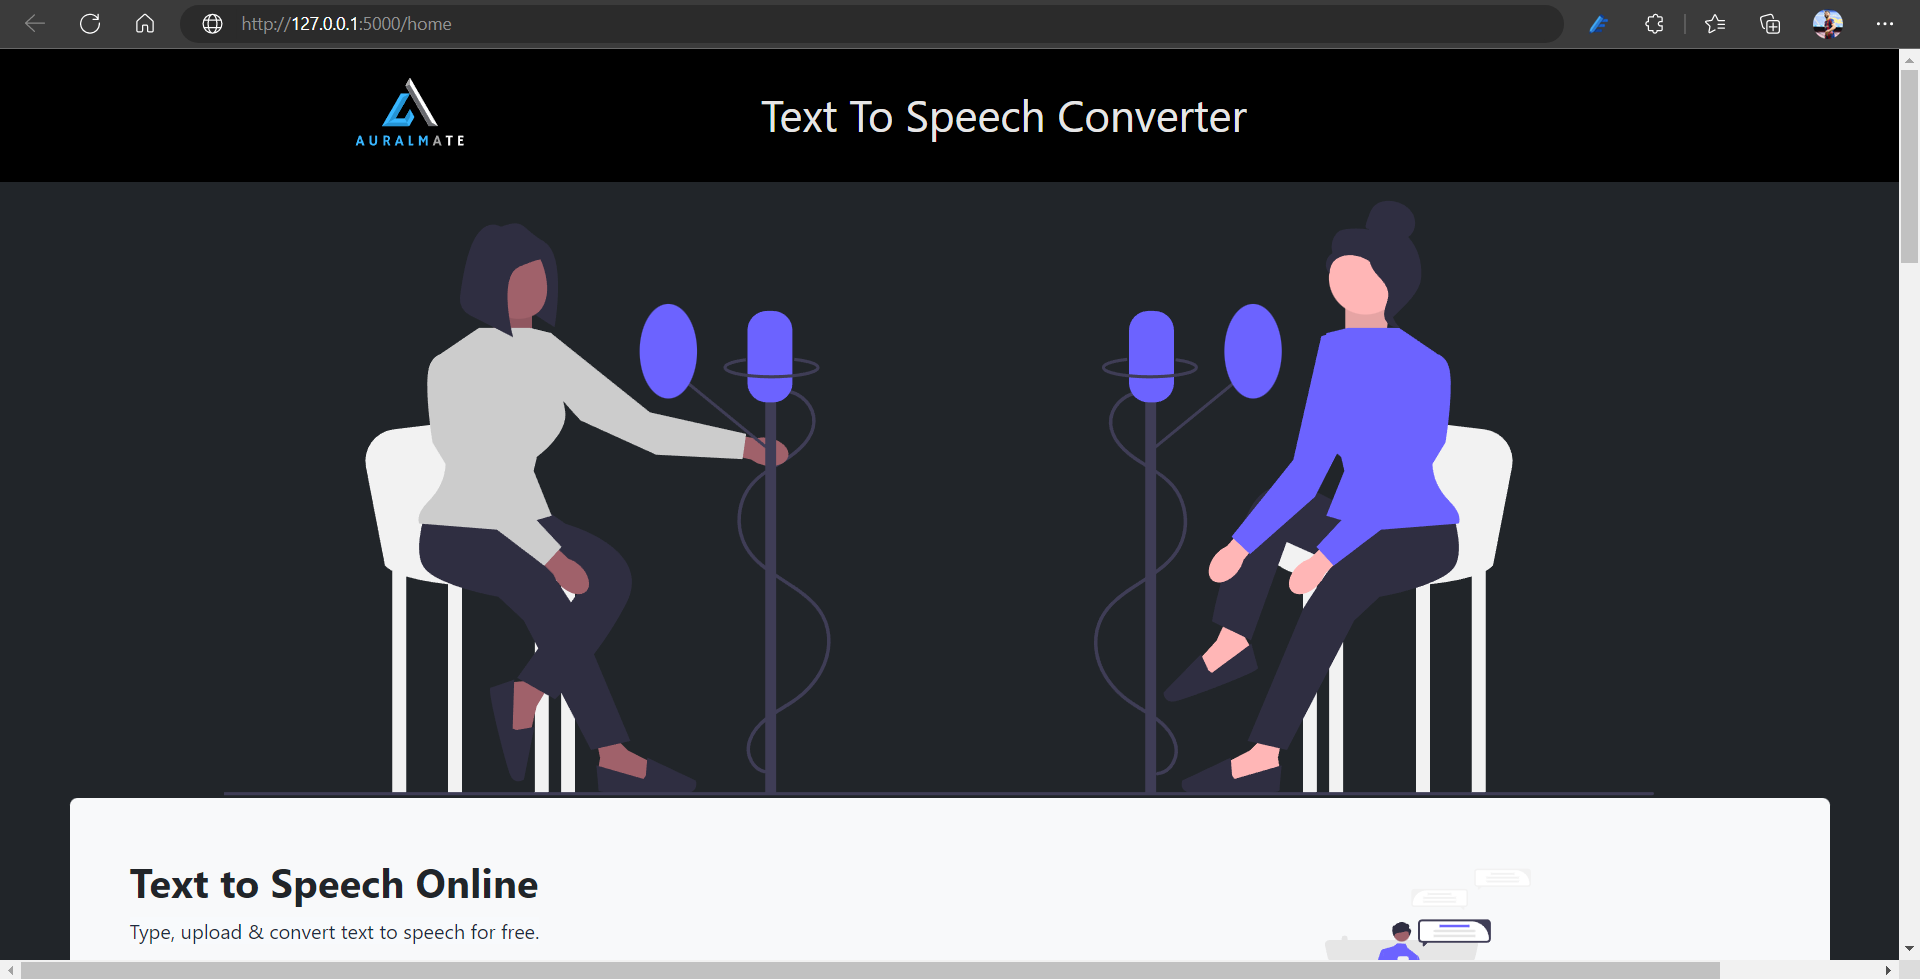 http://127.0.0.1:5000/home
AURALMATE
Text To Speech Converter
Text to Speech Online
Type, upload & convert text to speech for free.